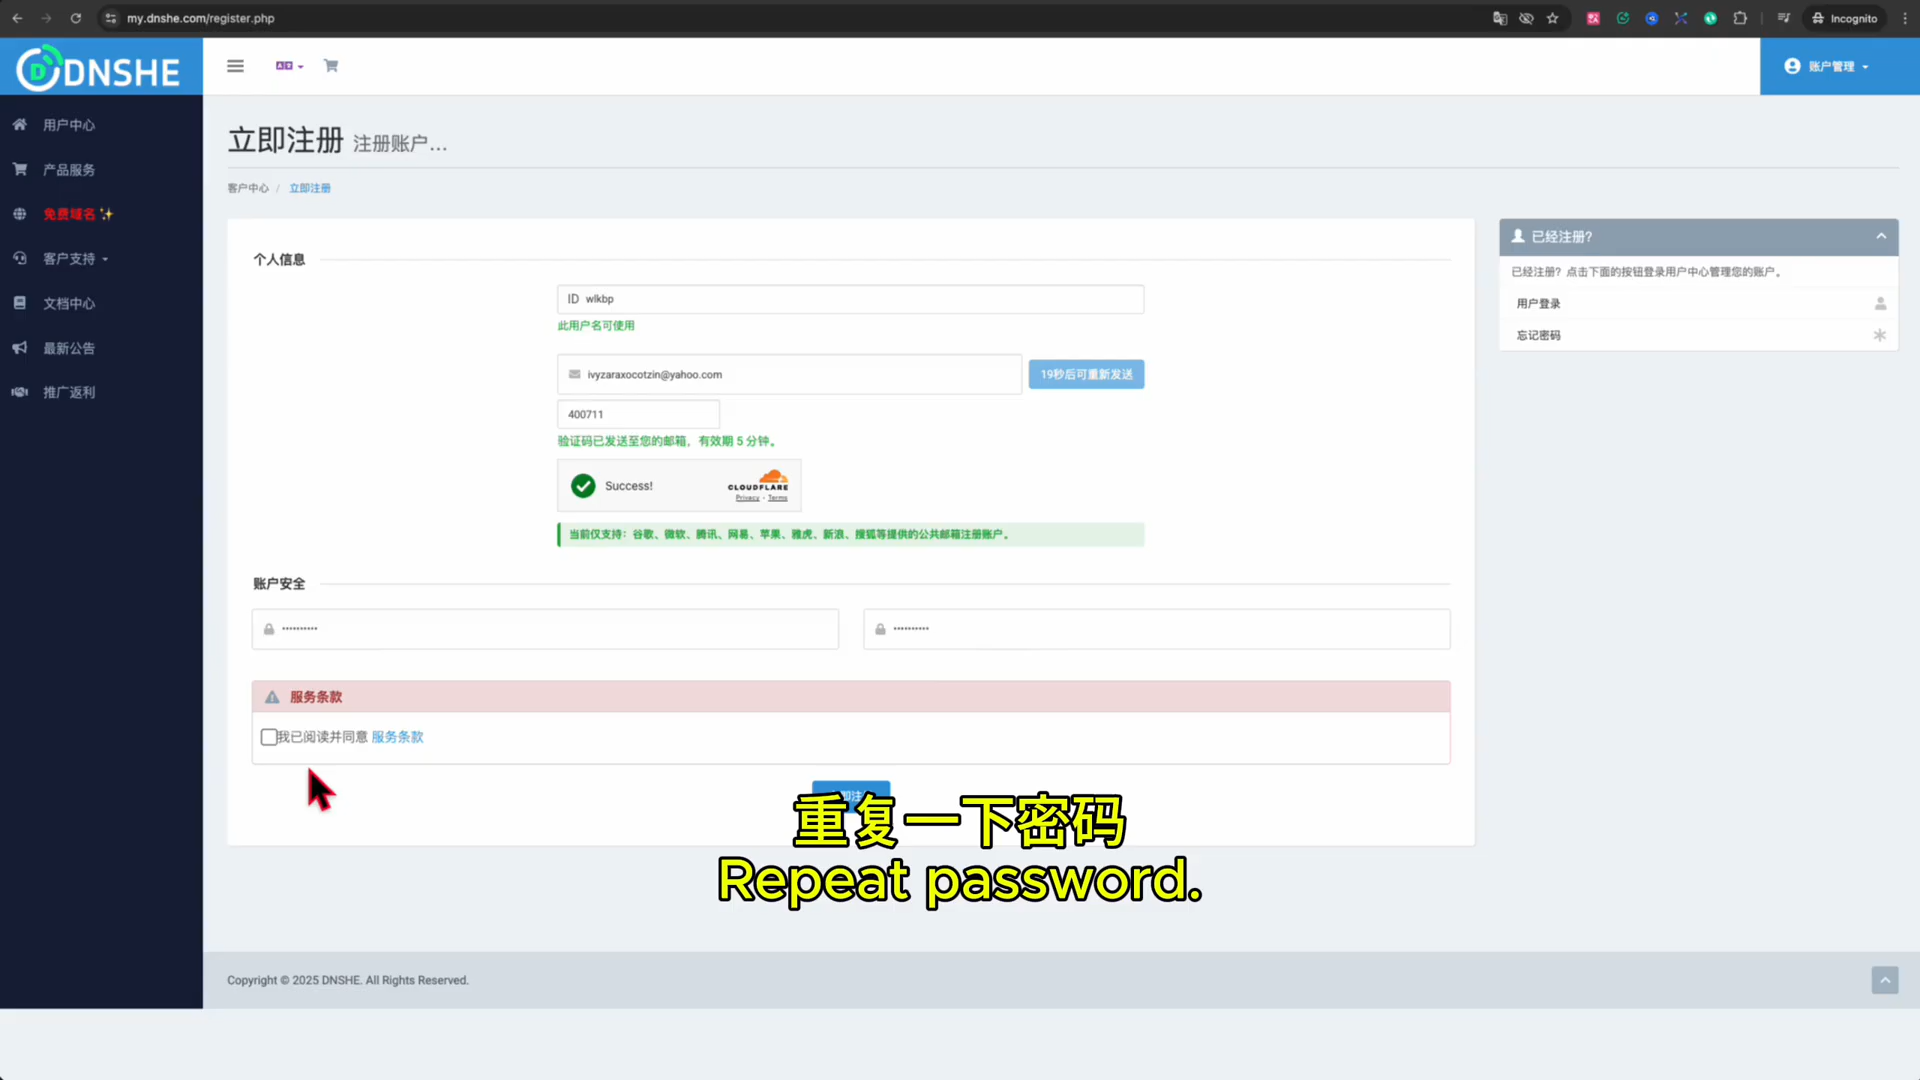 my.dnshe.com/register.php
Incognito
DNSHE
账户管理
用户中心
产品服务
免费域名✨
客户支持
文档中心
最新公告
推广返利
立即注册 注册账户...
客户中心 / 立即注册
个人信息
ID wlkbp
此用户名可使用
ivyzaraxocotzin@yahoo.com
19秒后可重新发送
400711
验证码已发送至您的邮箱，有效期 5 分钟。
Success!
CLOUDFLARE
Privacy · Terms
当前仅支持：谷歌、微软、腾讯、网易、苹果、雅虎、新浪、搜狐等提供的公共邮箱注册账户。
账户安全
服务条款
我已阅读并同意 服务条款
已经注册?
已经注册？点击下面的按钮登录用户中心管理您的账户。
用户登录
忘记密码
重复一下密码
Repeat password.
Copyright © 2025 DNSHE. All Rights Reserved.